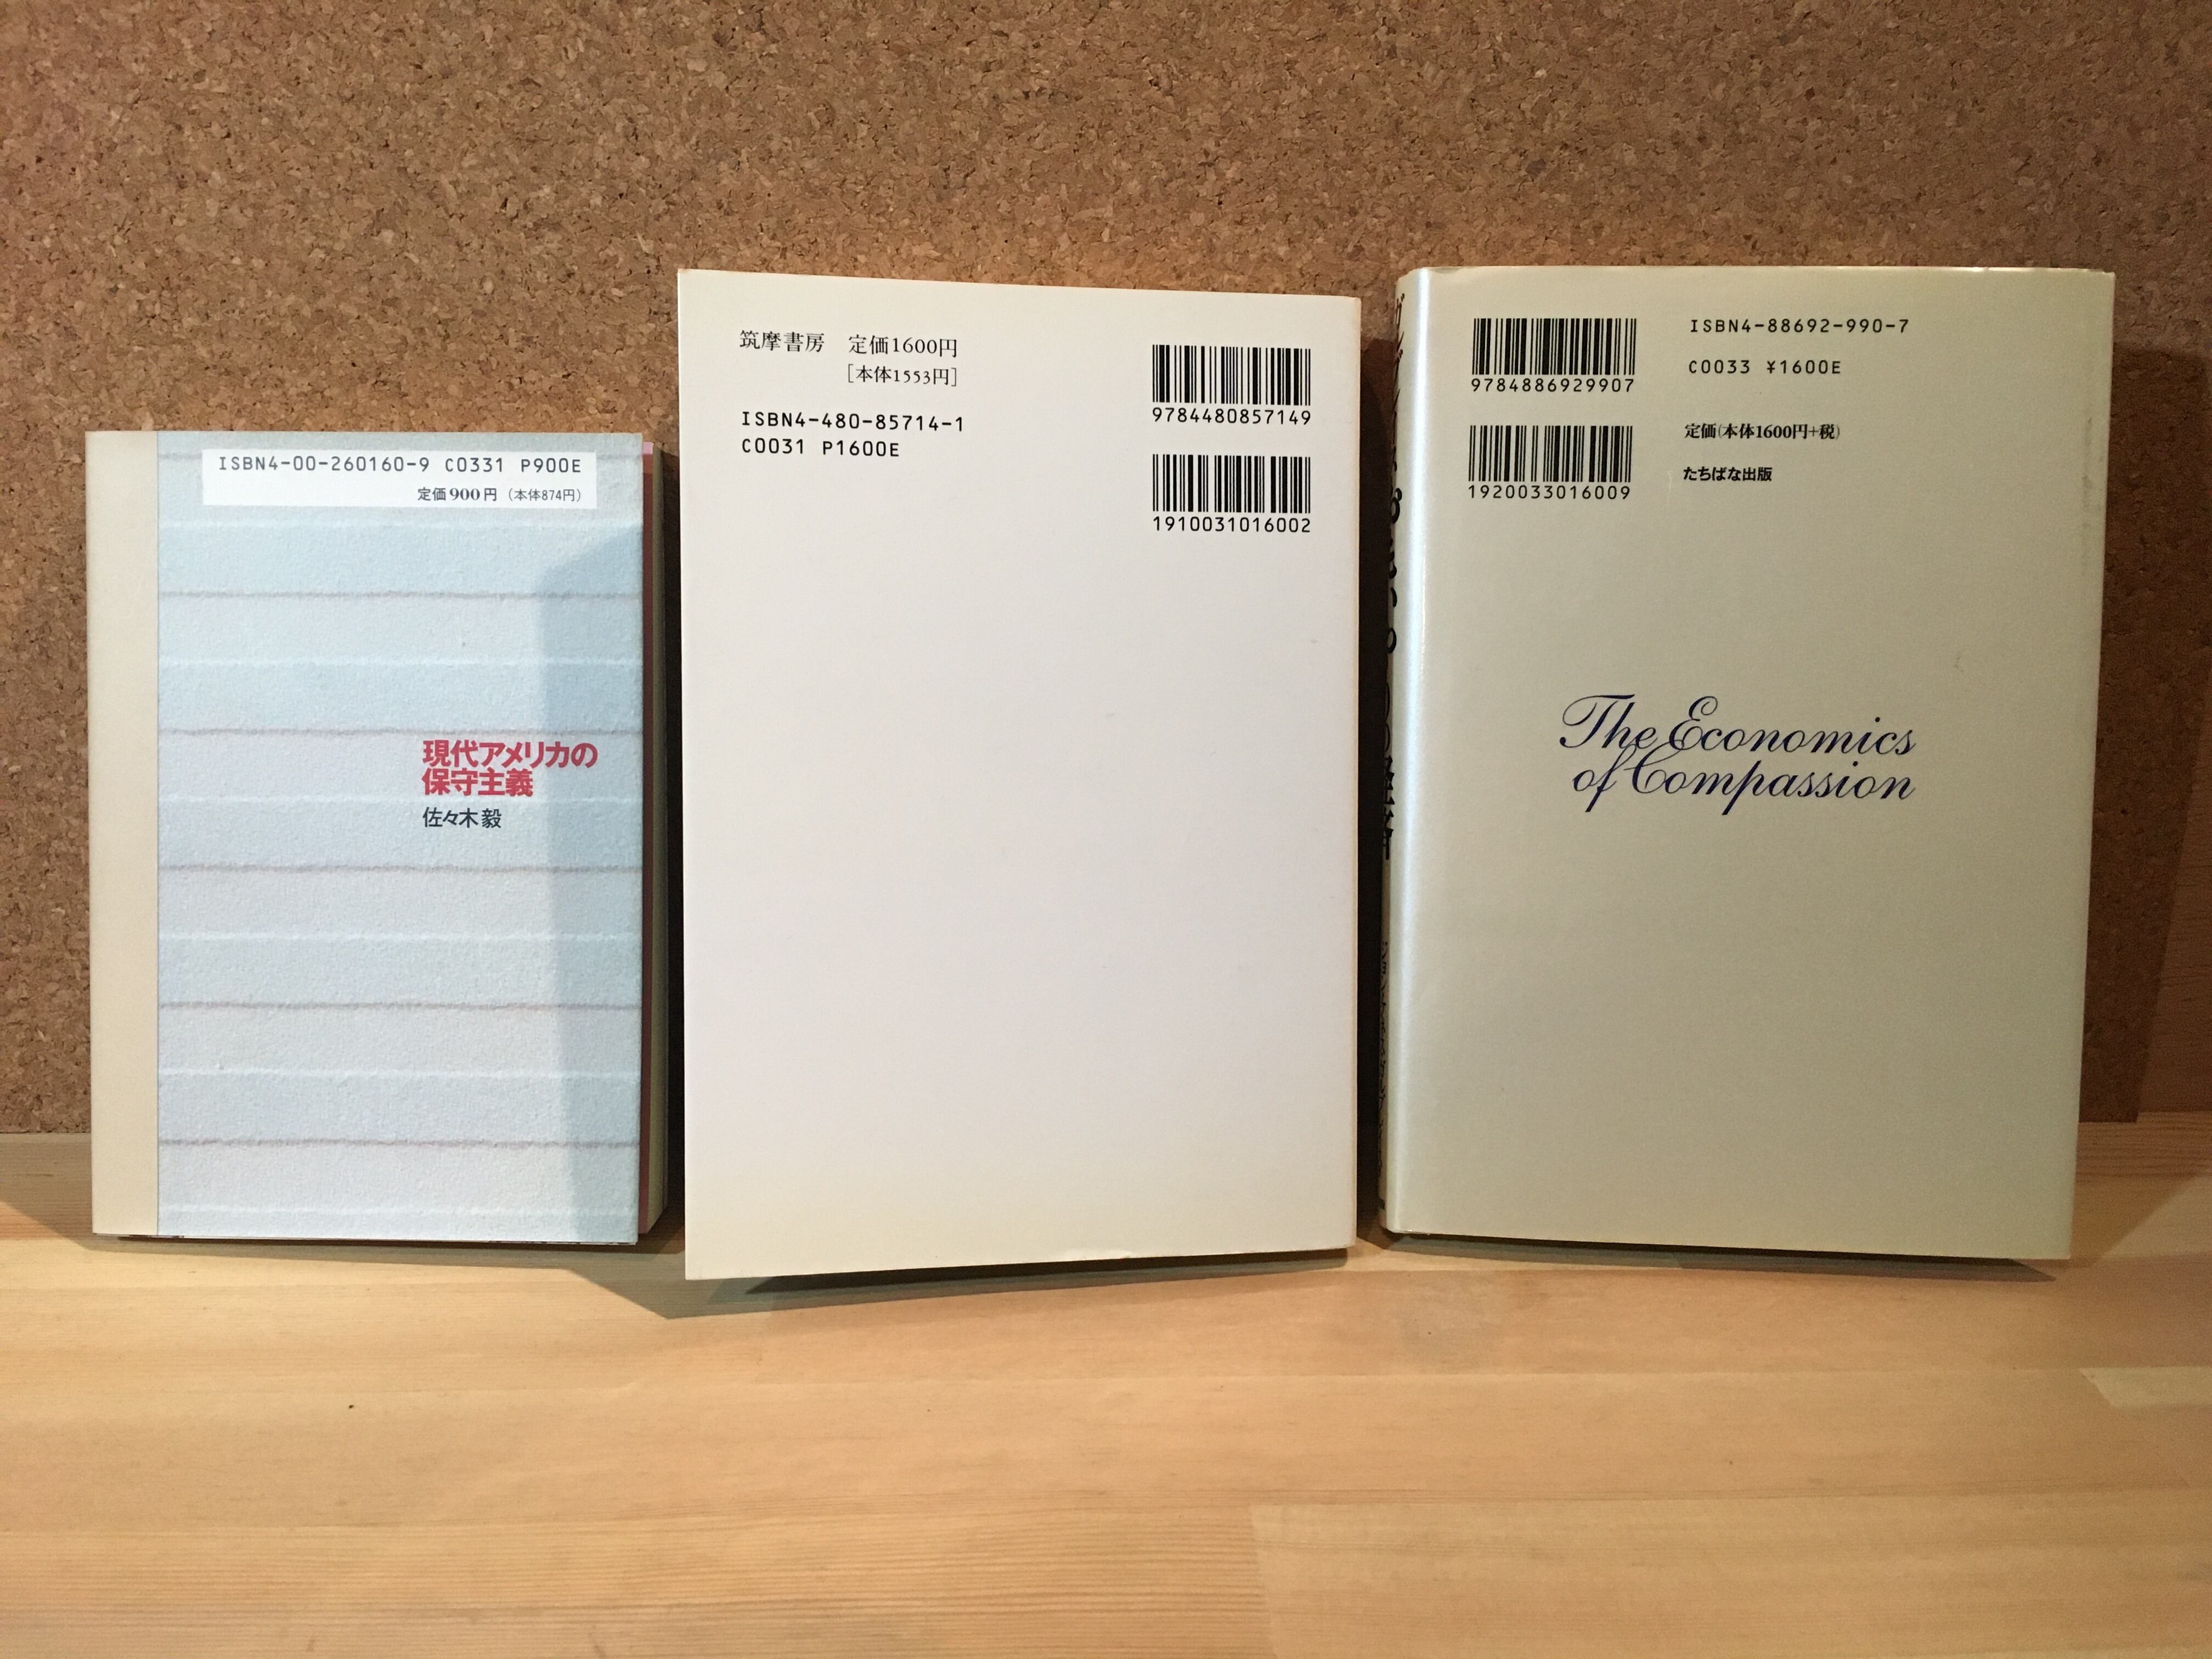 ISBN4-00-260160-9 C0331 P900E
定価900円（本体874円）
現代アメリカの
保守主義
佐々木 毅
筑摩書房 定価1600円
[本体1553円]
ISBN4-480-85714-1
C0031 P1600E
9784480857149
1910031016002
9784886929907
1920033016009
ISBN4-88692-990-7
C0033 ¥1600E
定価(本体1600円+税)
たちばな出版
The Economics
of Compassion